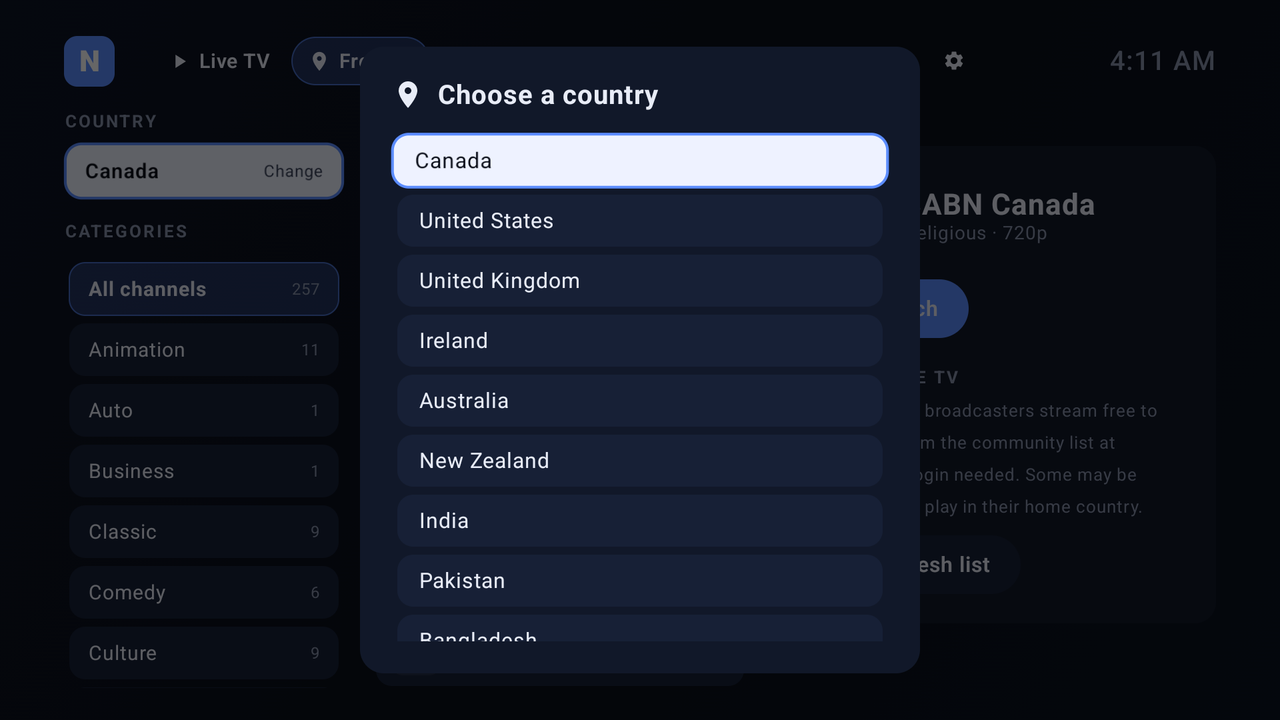 N
Live TV
4:11 AM
Choose a country
COUNTRY
Canada
Change
CATEGORIES
All channels 257
Animation 11
Auto 1
Business 1
Classic 9
Comedy 6
Culture 9
Canada
United States
United Kingdom
Ireland
Australia
New Zealand
India
Pakistan
Bangladesh
ABN Canada
· 720p
TV
broadcasters stream free to
the community list at
needed. Some may be
play in their home country.
list